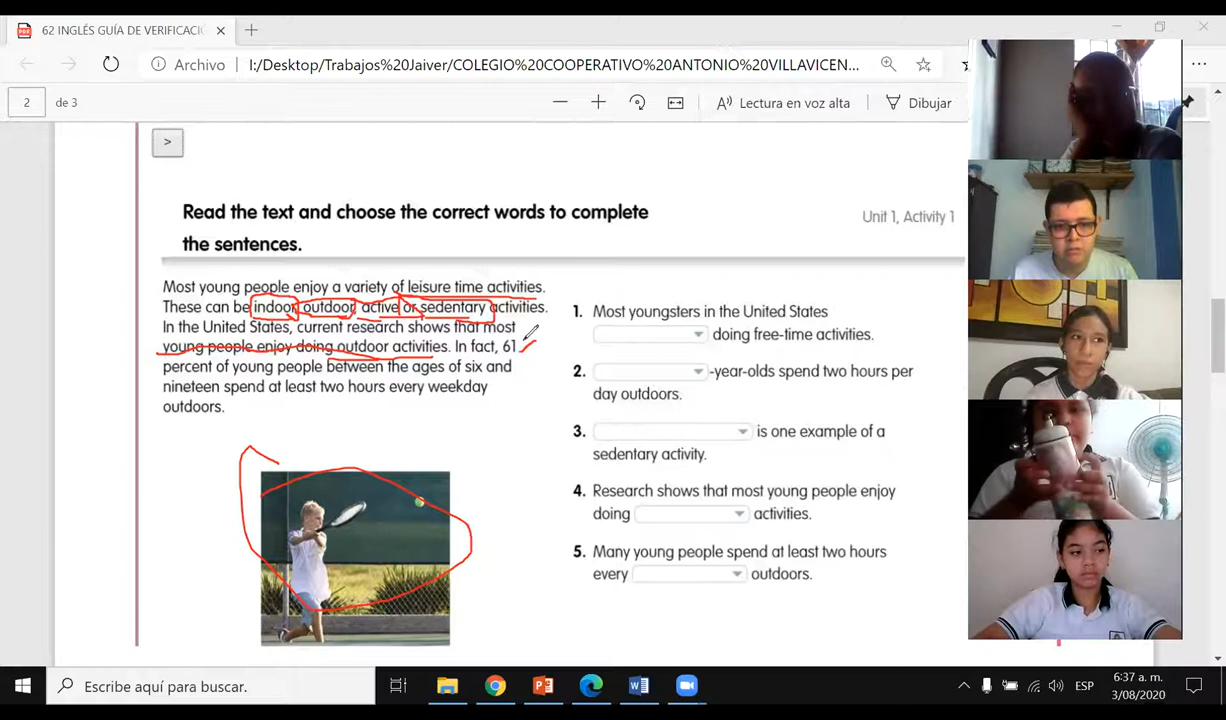 62 INGLÉS GUÍA DE VERIFICACI
Archivo
I:/Desktop/Trabajos%20Jaiver/COLEGIO%20COOPERATIVO%20ANTONIO%20VILLAVICEN...
2 de 3
Lectura en voz alta
Dibujar
>
Read the text and choose the correct words to complete
the sentences.
Unit 1, Activity 1
Most young people enjoy a variety of leisure time activities.
These can be indoor, outdoor, active or sedentary activities.
In the United States, current research shows that most
young people enjoy doing outdoor activities. In fact, 61
percent of young people between the ages of six and
nineteen spend at least two hours every weekday
outdoors.
1. Most youngsters in the United States
doing free-time activities.
2. -year-olds spend two hours per
day outdoors.
3. is one example of a
sedentary activity.
4. Research shows that most young people enjoy
doing activities.
5. Many young people spend at least two hours
every outdoors.
Escribe aquí para buscar.
ESP
6:37 a. m.
3/08/2020